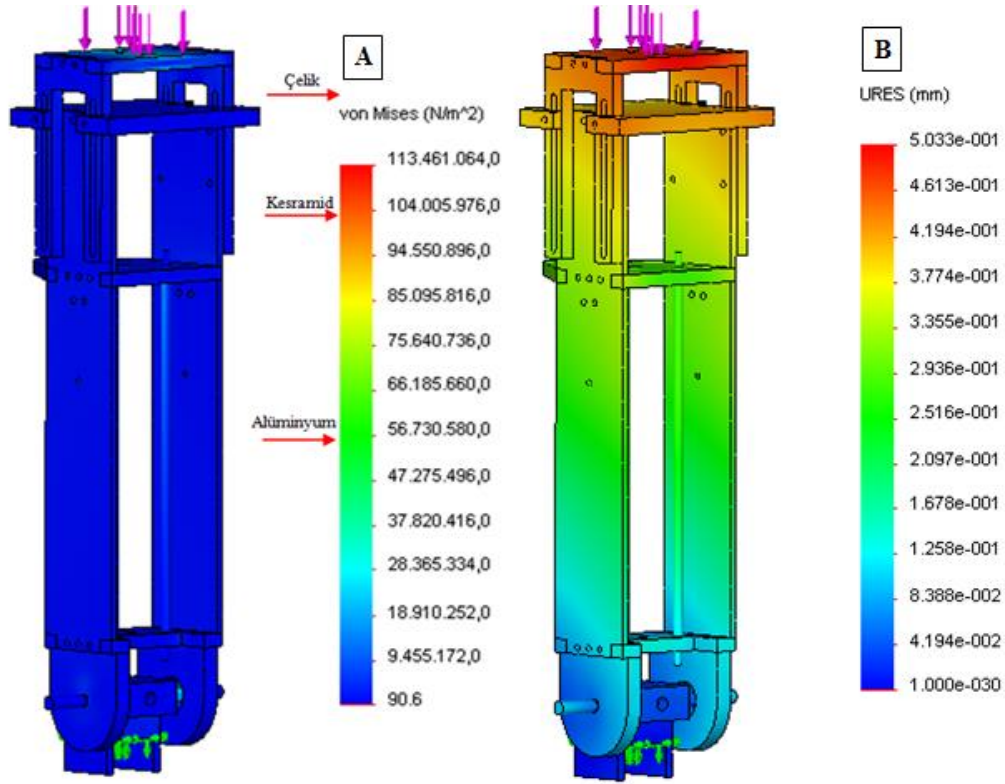 A
Çelik
von Mises (N/m^2)
113.461.064,0
Kesramid
104.005.976,0
94.550.896,0
85.095.816,0
75.640.736,0
66.185.660,0
Alüminyum
56.730.580,0
47.275.496,0
37.820.416,0
28.365.334,0
18.910.252,0
9.455.172,0
90.6
B
URES (mm)
5.033e-001
4.613e-001
4.194e-001
3.774e-001
3.355e-001
2.936e-001
2.516e-001
2.097e-001
1.678e-001
1.258e-001
8.388e-002
4.194e-002
1.000e-030